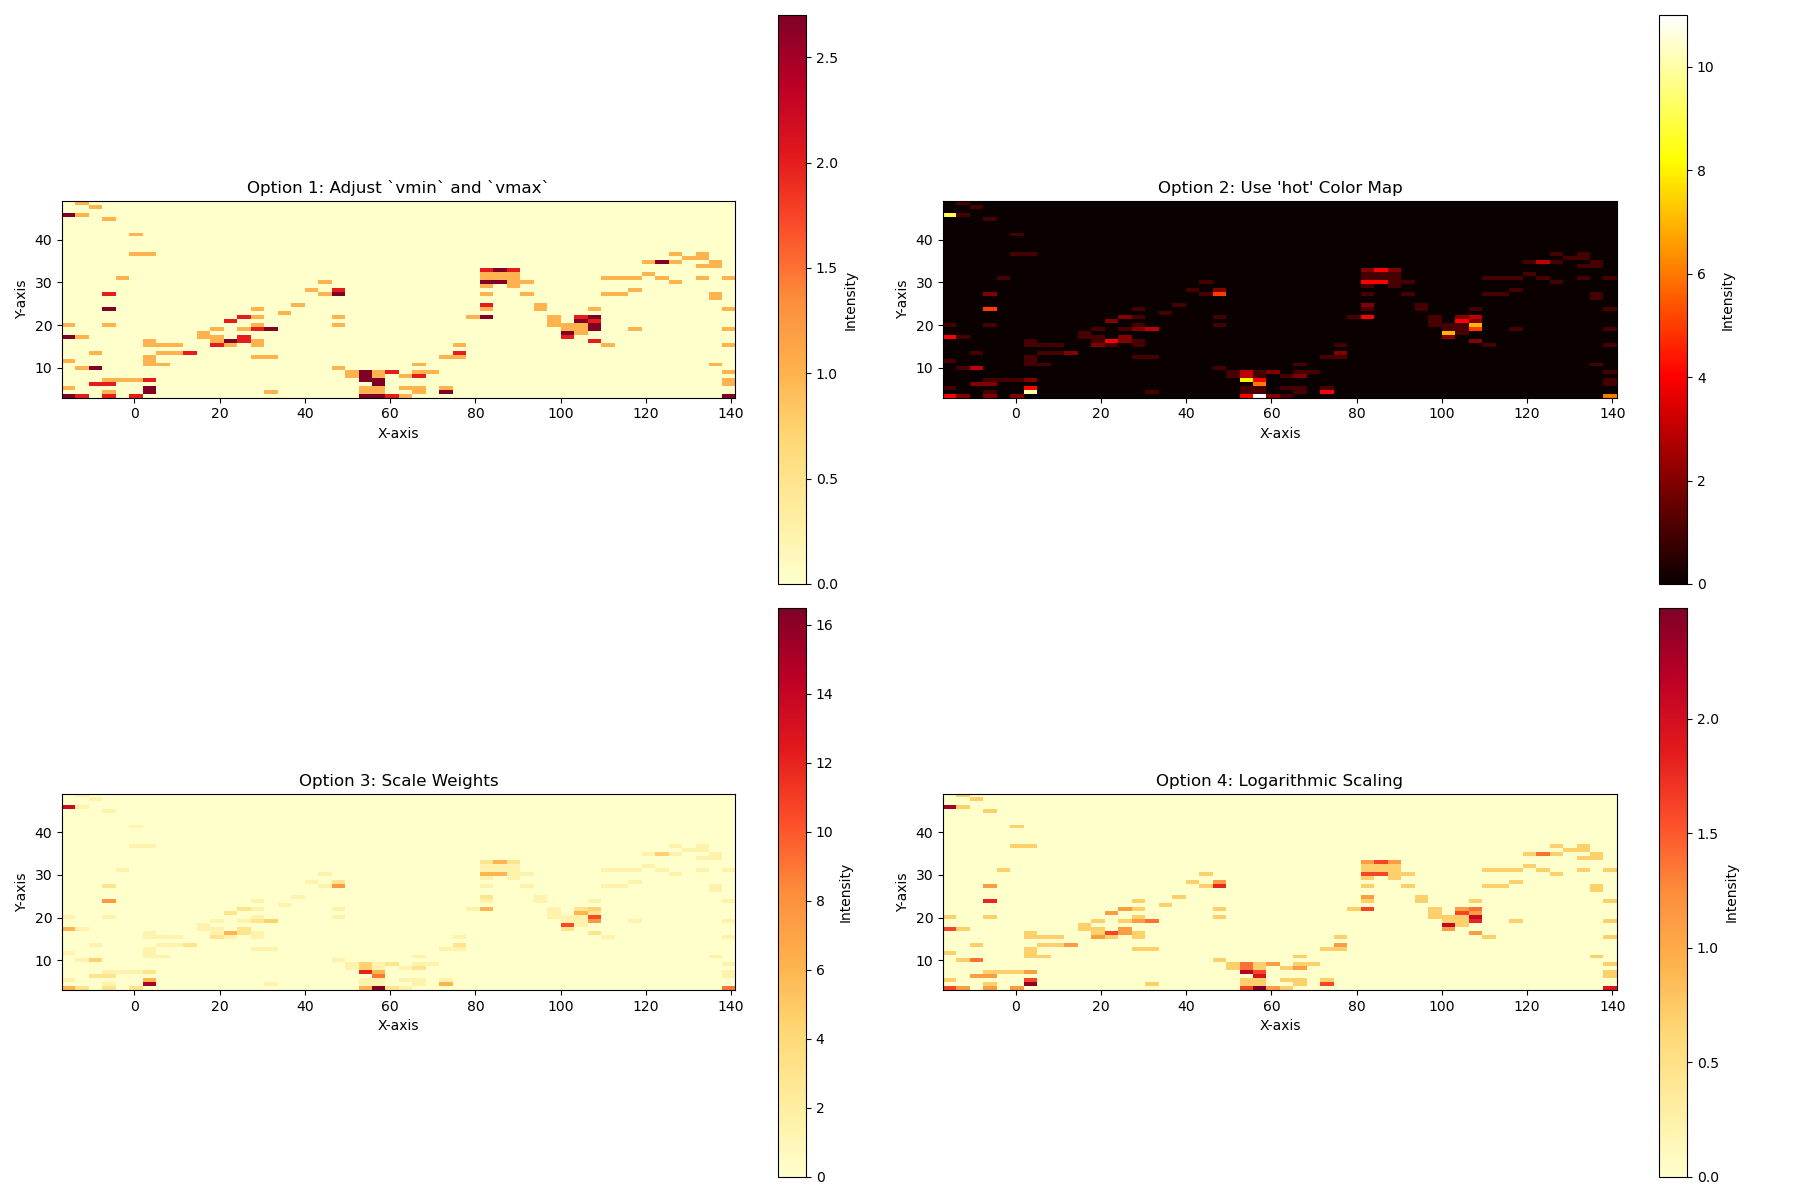 Option 1: Adjust `vmin` and `vmax`
Y-axis
40
30
20
10
0 20 40 60 80 100 120 140
X-axis
2.5
2.0
1.5
1.0
0.5
0.0
Intensity
Option 2: Use 'hot' Color Map
Y-axis
40
30
20
10
0 20 40 60 80 100 120 140
X-axis
10
8
6
4
2
0
Intensity
Option 3: Scale Weights
Y-axis
40
30
20
10
0 20 40 60 80 100 120 140
X-axis
16
14
12
10
8
6
4
2
0
Intensity
Option 4: Logarithmic Scaling
Y-axis
40
30
20
10
0 20 40 60 80 100 120 140
X-axis
2.0
1.5
1.0
0.5
0.0
Intensity